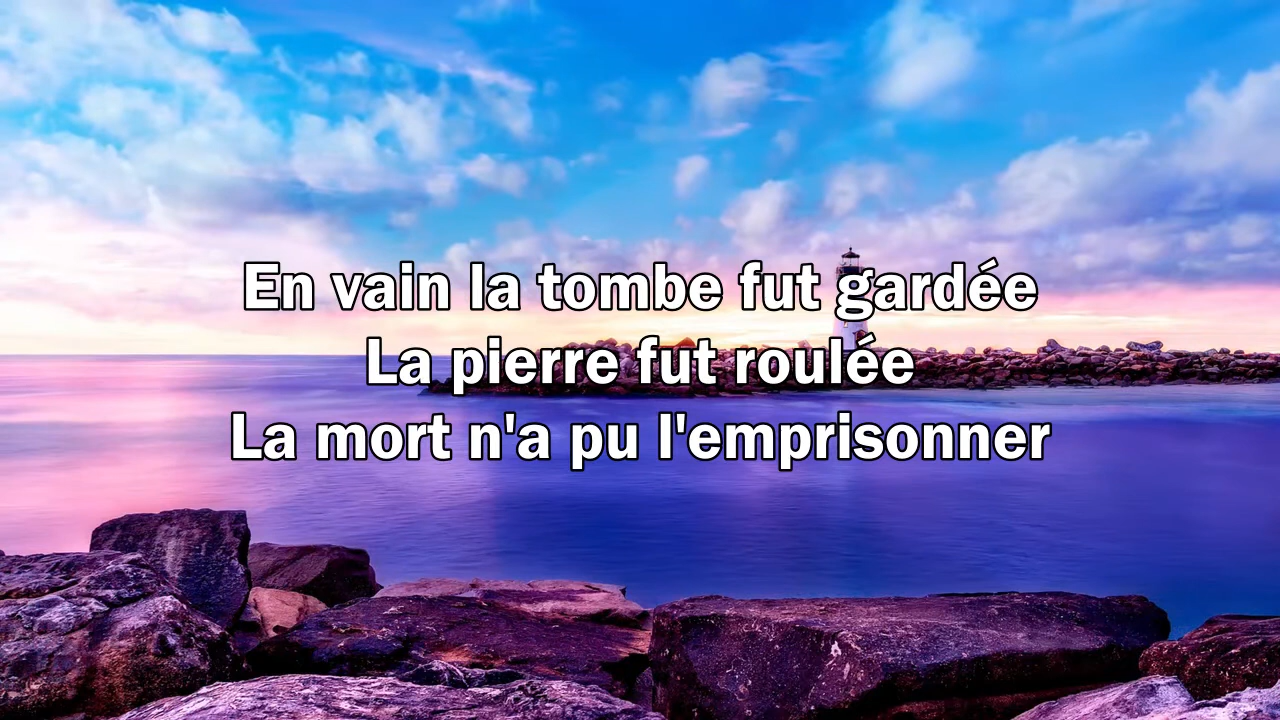 En vain la tombe fut gardée
La pierre fut roulée
La mort n'a pu l'emprisonner